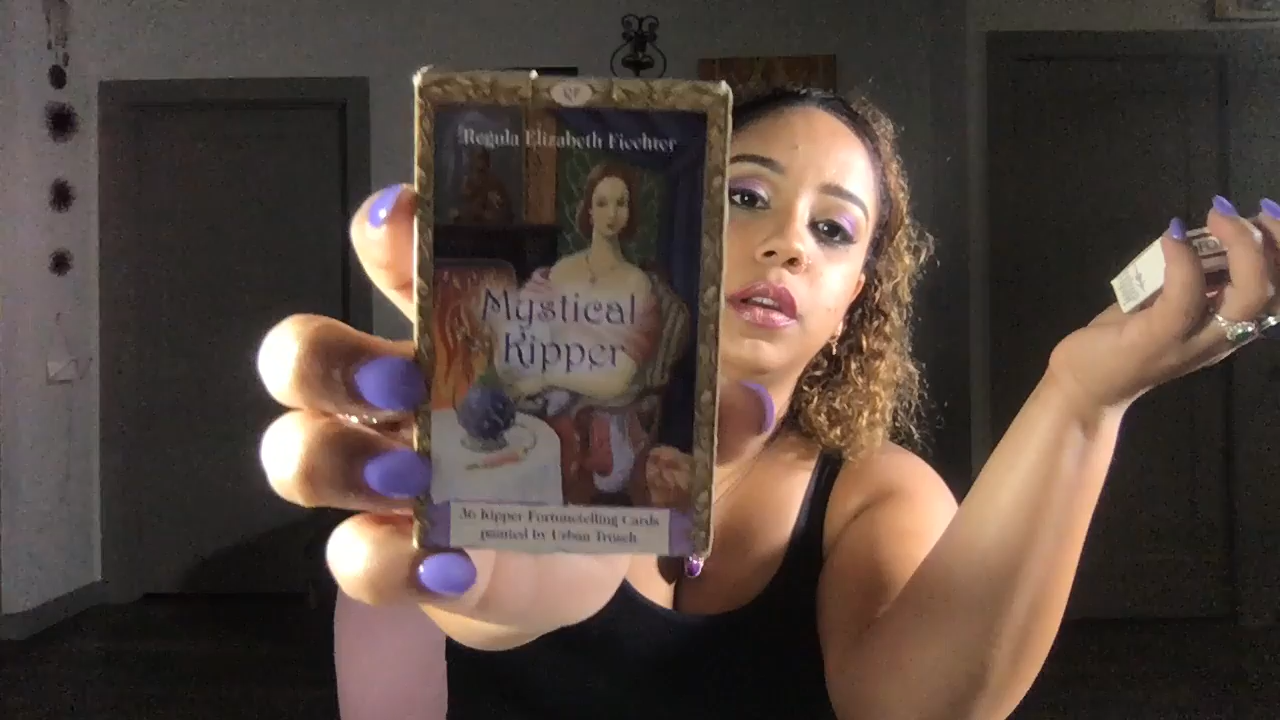 Regula Elizabeth Fiechter
Mystical
Kipper
36 Kipper Fortunetelling Cards
painted by Urban Trösch